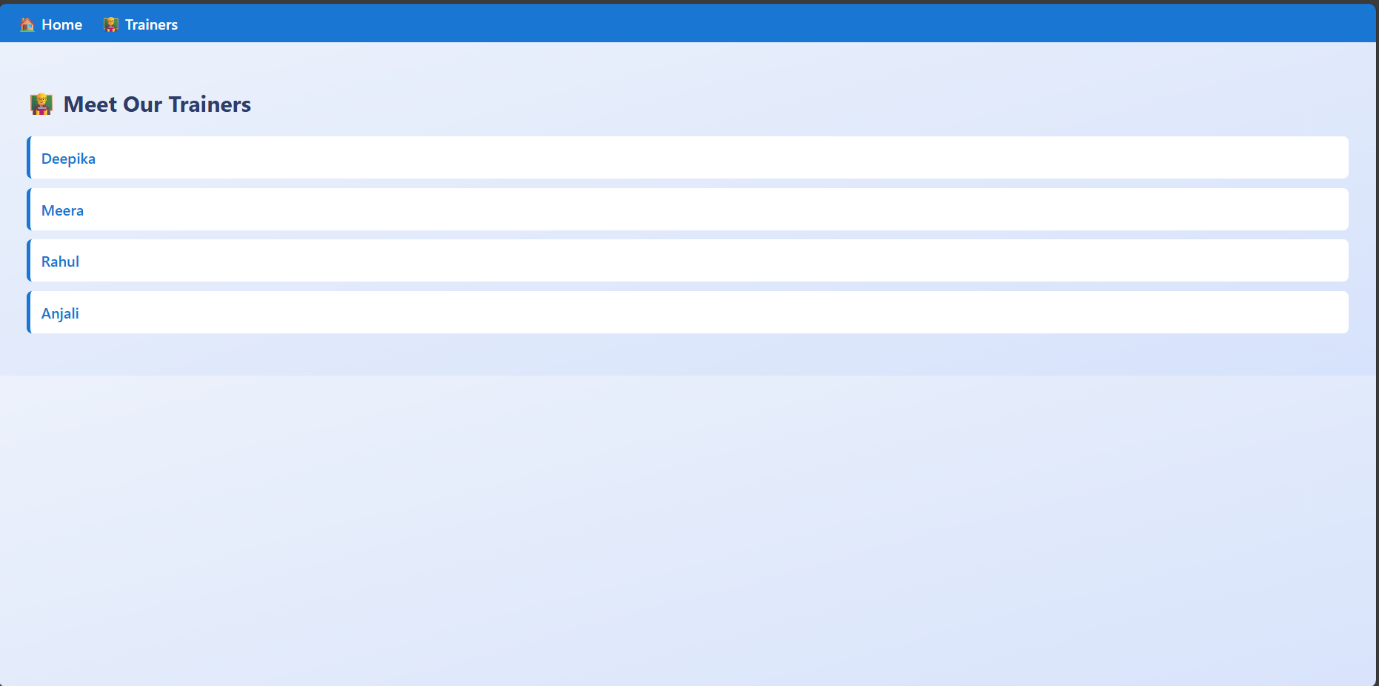 🏠 Home 👩‍🏫 Trainers
👩‍🏫 Meet Our Trainers
Deepika
Meera
Rahul
Anjali